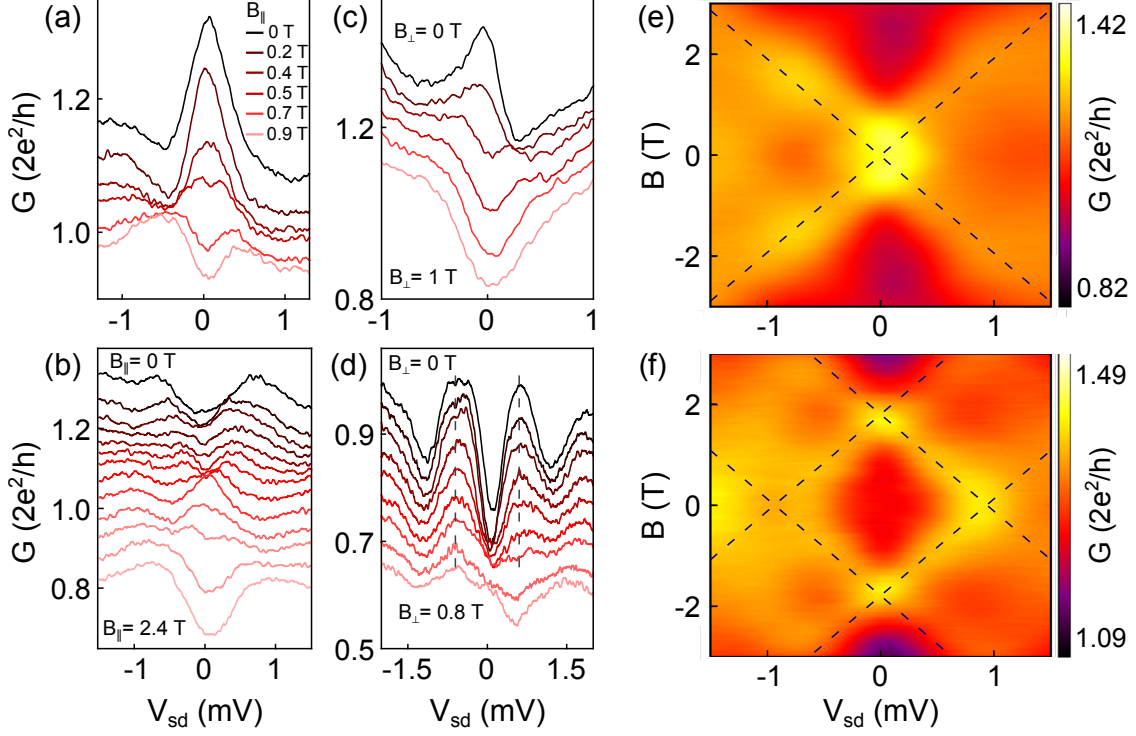 (a)
B∥
0 T
0.2 T
0.4 T
0.5 T
0.7 T
0.9 T
1.2
1.0
G (2e²/h)
-1 0 1
(b)
B∥= 0 T
1.2
1.0
0.8
G (2e²/h)
B∥= 2.4 T
-1 0 1
V_sd (mV)
(c)
B⊥= 0 T
1.2
0.8
B⊥= 1 T
-1 0 1
(d)
B⊥= 0 T
0.9
0.7
0.5
B⊥= 0.8 T
-1.5 0 1.5
V_sd (mV)
(e)
2
0
-2
B (T)
-1 0 1
1.42
0.82
G (2e²/h)
(f)
2
0
-2
B (T)
-1 0 1
V_sd (mV)
1.49
1.09
G (2e²/h)